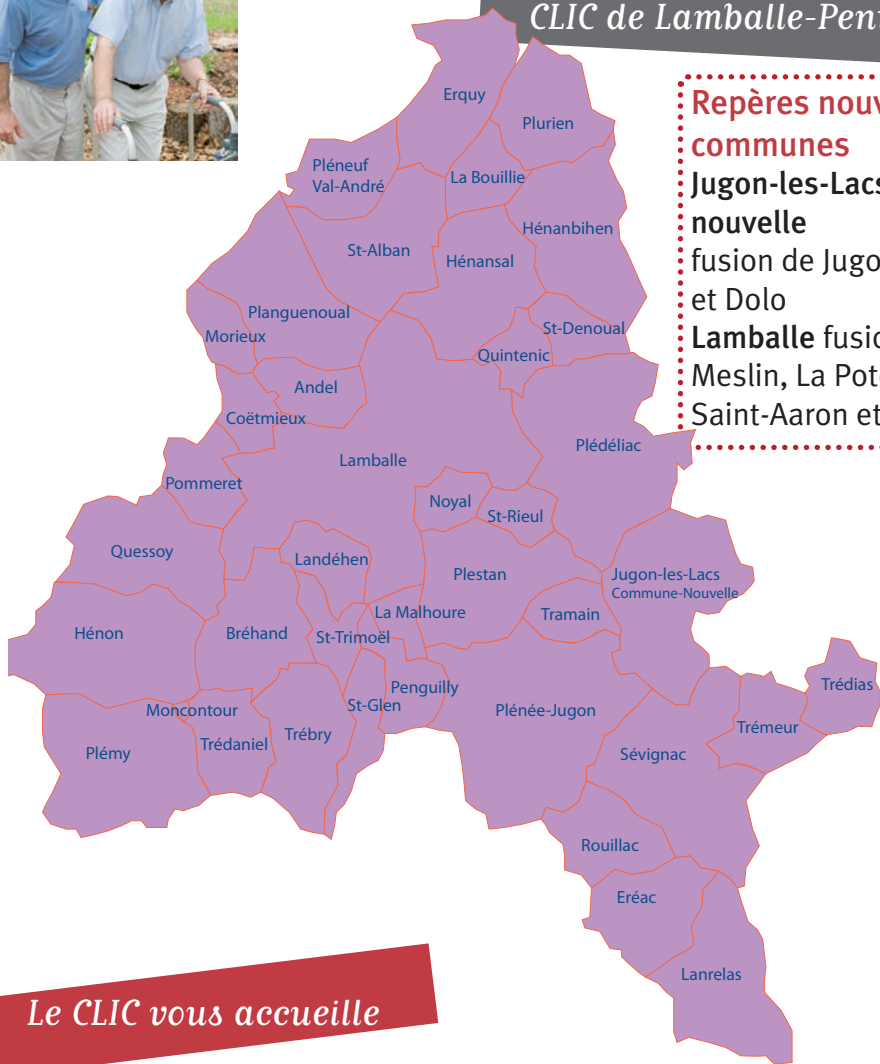 CLIC de Lamballe-Pent
Repères nouv
communes
Jugon-les-Lacs
nouvelle
fusion de Jugo
et Dolo
Lamballe fusio
Meslin, La Pot
Saint-Aaron et
Erquy
Plurien
Pléneuf
Val-André
La Bouillie
St-Alban
Hénansal
Hénanbihen
Planguenoual
Morieux
St-Denoual
Quintenic
Andel
Coëtmieux
Plédéliac
Lamballe
Pommeret
Noyal
St-Rieul
Quessoy
Landéhen
Plestan
Jugon-les-Lacs
Commune-Nouvelle
La Malhoure
Tramain
Hénon
Bréhand
St-Trimoël
Penguilly
St-Glen
Trédias
Moncontour
Plénée-Jugon
Trémeur
Trédaniel
Trébry
Plémy
Sévignac
Rouillac
Eréac
Lanrelas
Le CLIC vous accueille